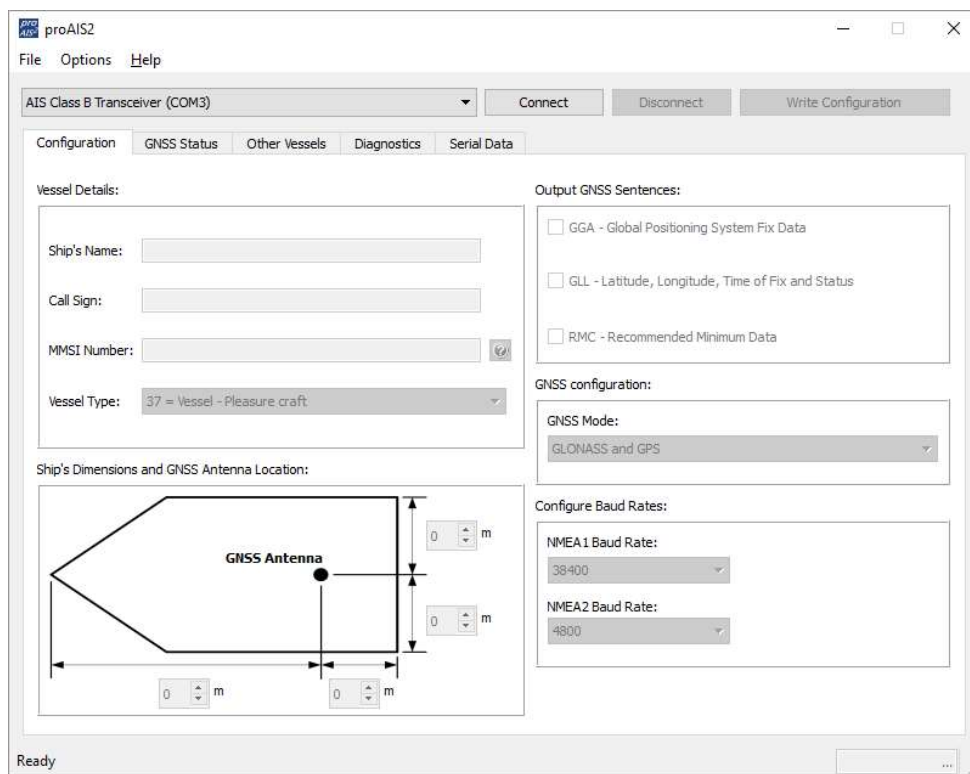 pro AIS2
proAIS2
File Options Help
AIS Class B Transceiver (COM3) Connect Disconnect Write Configuration
Configuration GNSS Status Other Vessels Diagnostics Serial Data
Vessel Details:
Ship's Name:
Call Sign:
MMSI Number: ?
Vessel Type: 37 = Vessel - Pleasure craft
Ship's Dimensions and GNSS Antenna Location:
GNSS Antenna
0 m
0 m
0 m 0 m
Output GNSS Sentences:
GGA - Global Positioning System Fix Data
GLL - Latitude, Longitude, Time of Fix and Status
RMC - Recommended Minimum Data
GNSS configuration:
GNSS Mode:
GLONASS and GPS
Configure Baud Rates:
NMEA1 Baud Rate:
38400
NMEA2 Baud Rate:
4800
Ready ...